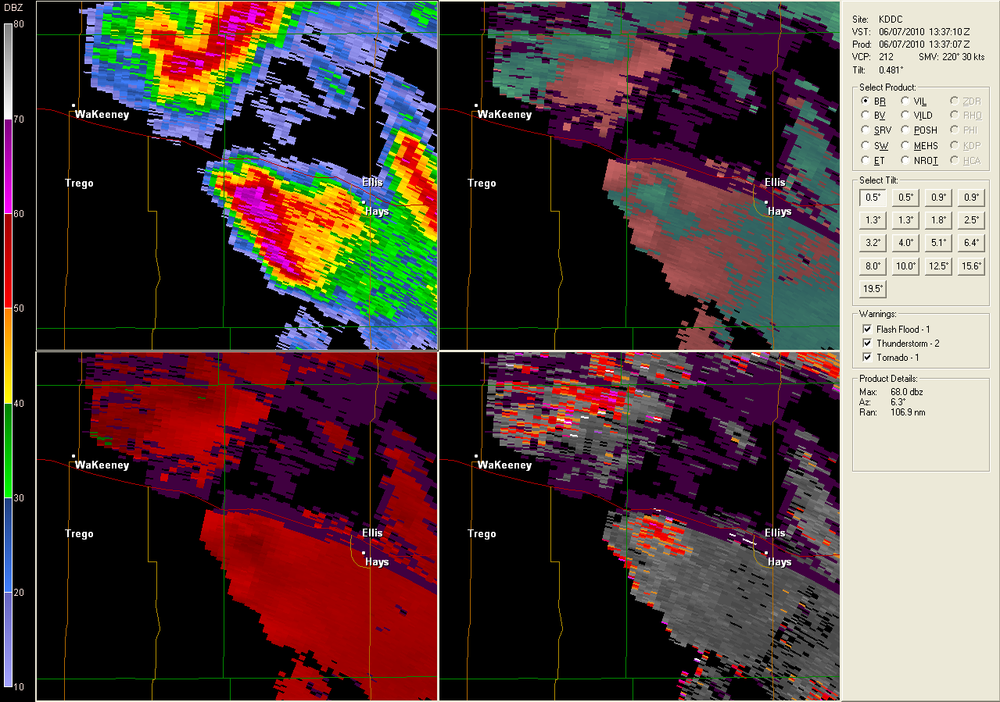 DBZ
80
70
60
50
40
30
20
10
WaKeeney
Trego
Ellis
Hays
WaKeeney
Trego
Ellis
Hays
WaKeeney
Trego
Ellis
Hays
WaKeeney
Trego
Ellis
Hays
Site: KDDC
VST: 06/07/2010 13:37:10 Z
Prod: 06/07/2010 13:37:07 Z
VCP: 212 SMV: 220° 30 kts
Tilt: 0.481°
Select Product:
BR VIL ZDR
BV VILD RHO
SRV POSH PHI
SW MEHS KDP
ET NROT HCA
Select Tilt:
0.5° 0.5° 0.9° 0.9°
1.3° 1.3° 1.8° 2.5°
3.2° 4.0° 5.1° 6.4°
8.0° 10.0° 12.5° 15.6°
19.5°
Warnings:
Flash Flood - 1
Thunderstorm - 2
Tornado - 1
Product Details:
Max: 68.0 dbz
Az: 6.3°
Ran: 106.9 nm